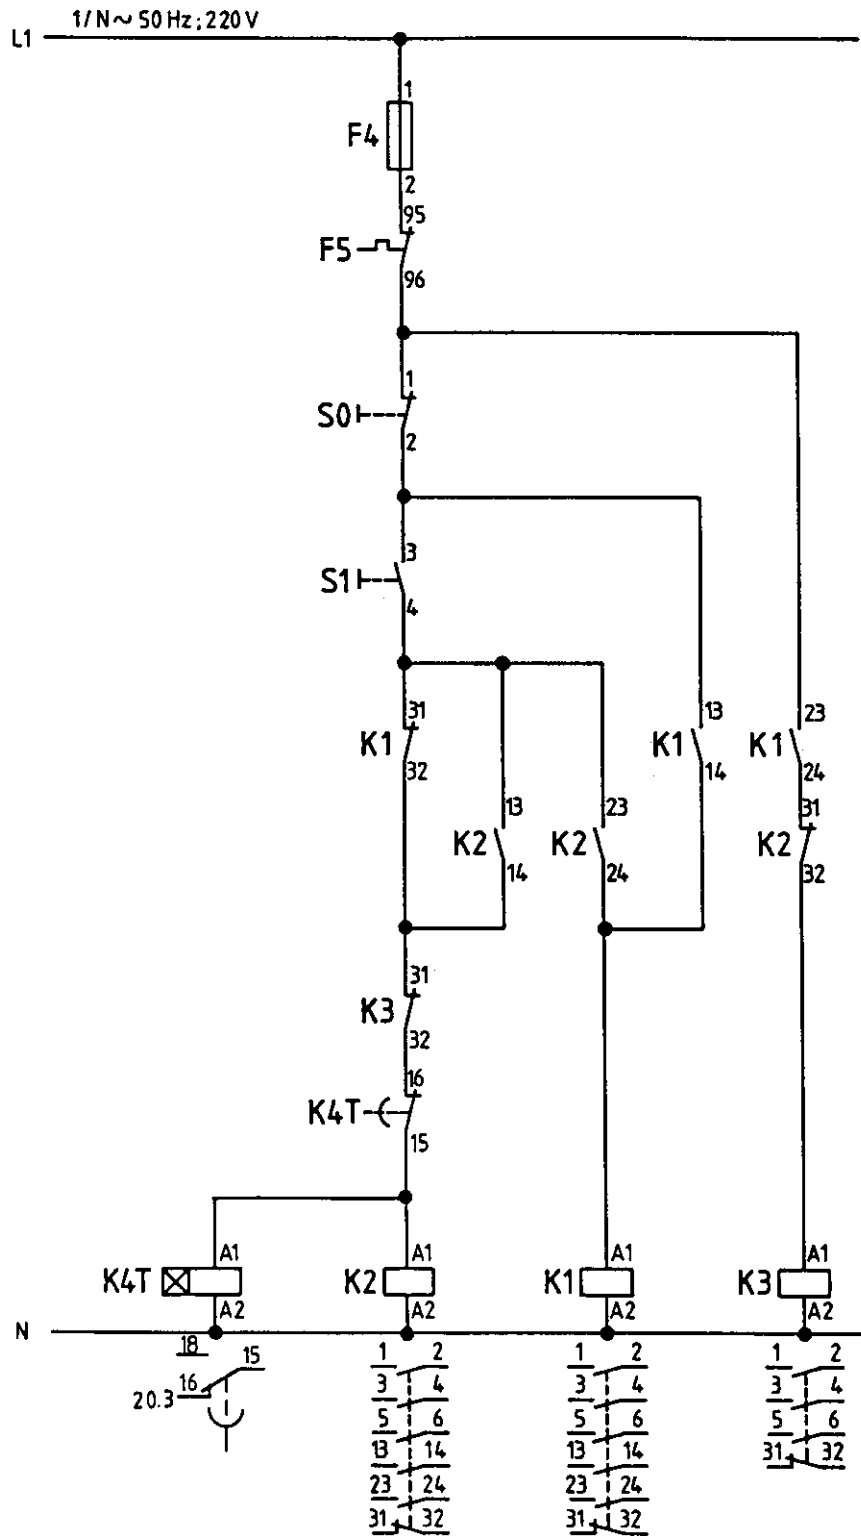 1/N~ 50 Hz; 220 V
L1
1
F4
2
95
F5
96
1
S0
2
3
S1
4
31 13 23
K1 K1 K1
32 14 24
13 23 31
K2 K2 K2
14 24 32
31
K3
32
16
K4T
15
A1 A1 A1 A1
K4T K2 K1 K3
A2 A2 A2 A2
N
18 15
20.3 16
1 2
3 4
5 6
13 14
23 24
31 32
1 2
3 4
5 6
13 14
23 24
31 32
1 2
3 4
5 6
31 32